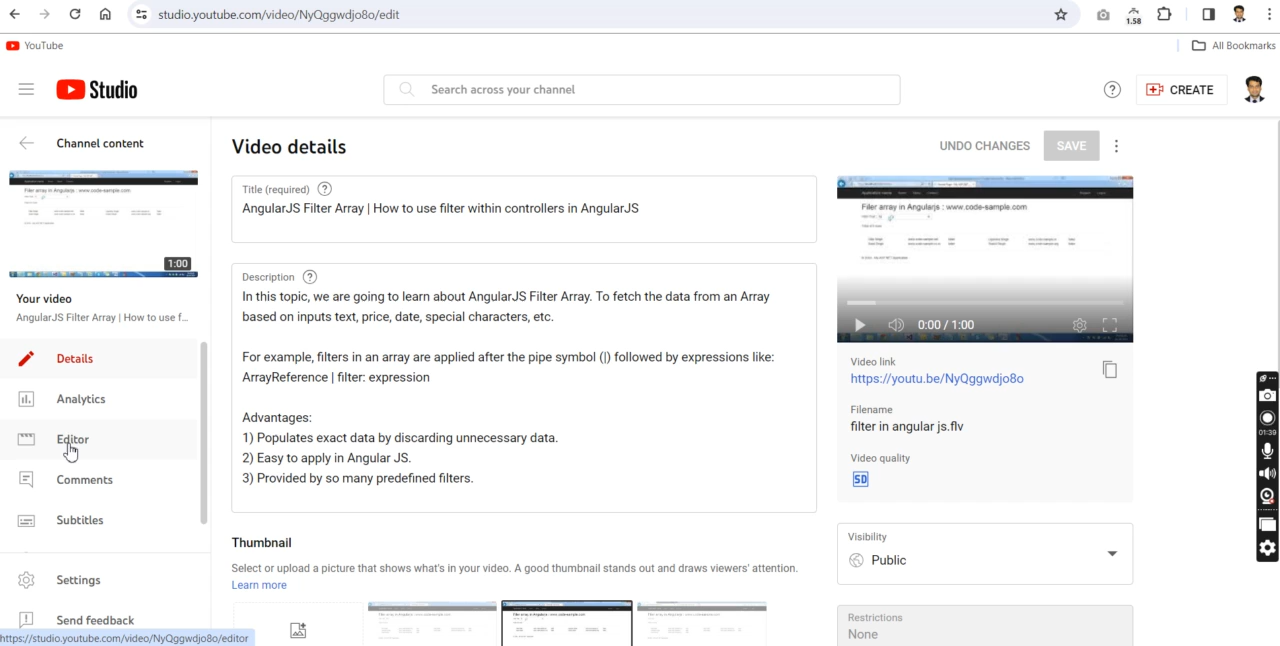 studio.youtube.com/video/NyQggwdjo8o/edit
1.58
YouTube
All Bookmarks
Studio
Search across your channel
?
CREATE
Channel content
Filer array in Angularjs : www.code-sample.com
1:00
Your video
AngularJS Filter Array | How to use f...
Details
Analytics
Editor
Comments
Subtitles
Settings
Send feedback
https://studio.youtube.com/video/NyQggwdjo8o/editor
Video details
UNDO CHANGES
SAVE
Title (required) ?
AngularJS Filter Array | How to use filter within controllers in AngularJS
Description ?
In this topic, we are going to learn about AngularJS Filter Array. To fetch the data from an Array
based on inputs text, price, date, special characters, etc.
For example, filters in an array are applied after the pipe symbol (|) followed by expressions like:
ArrayReference | filter: expression
Advantages:
1) Populates exact data by discarding unnecessary data.
2) Easy to apply in Angular JS.
3) Provided by so many predefined filters.
Thumbnail
Select or upload a picture that shows what's in your video. A good thumbnail stands out and draws viewers' attention.
Learn more
Filer array in Angularjs : www.code-sample.com
0:00 / 1:00
Video link
https://youtu.be/NyQggwdjo8o
Filename
filter in angular js.flv
Video quality
SD
Visibility
Public
Restrictions
None
01:39